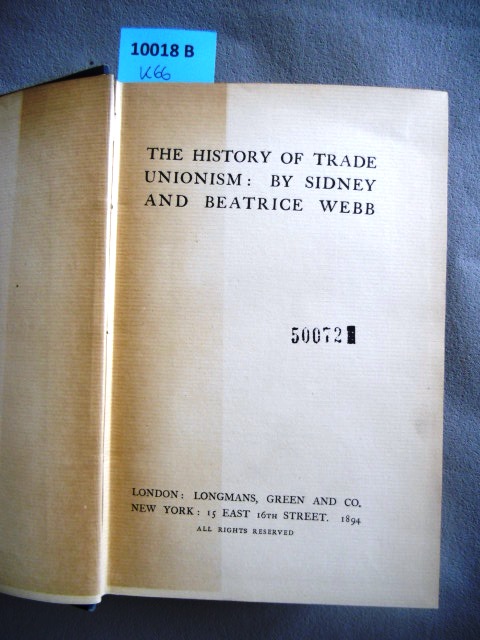 10018 B
K66
THE HISTORY OF TRADE
UNIONISM: BY SIDNEY
AND BEATRICE WEBB
50072
LONDON: LONGMANS, GREEN AND CO.
NEW YORK: 15 EAST 16TH STREET. 1894
ALL RIGHTS RESERVED